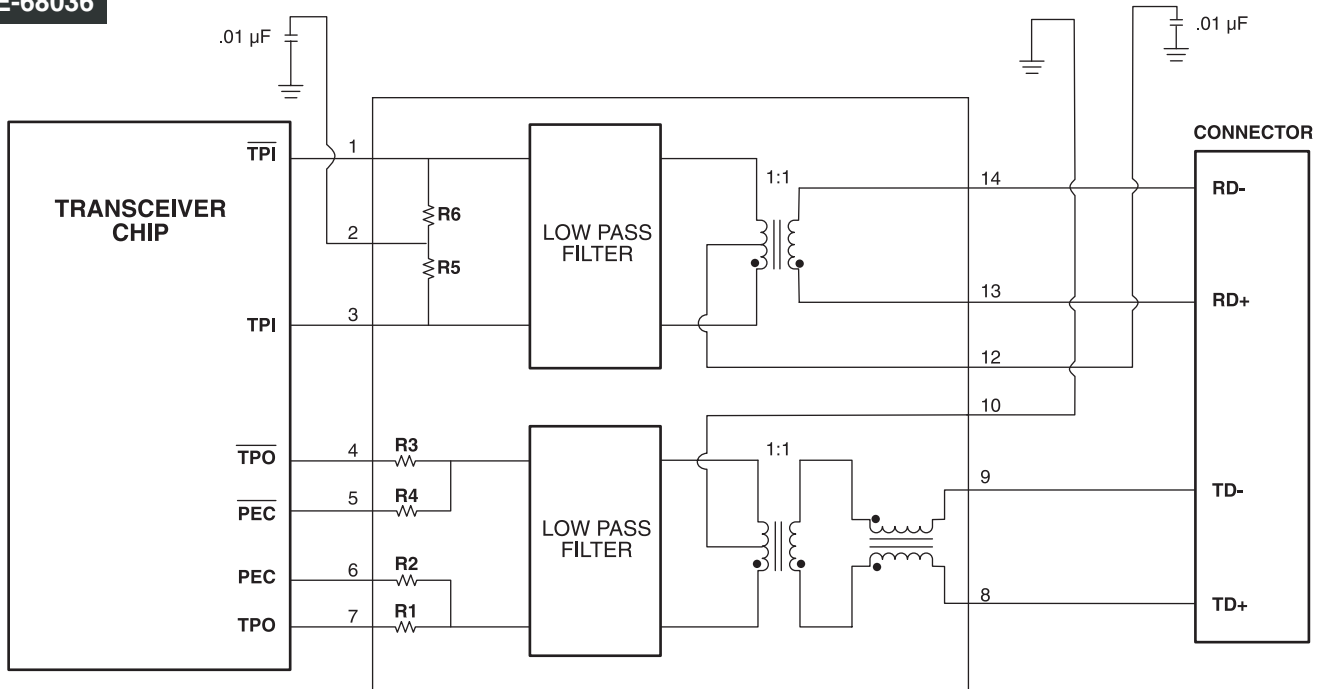 E-68036
.01 µF
.01 µF
CONNECTOR
TRANSCEIVER
CHIP
TPI
1
R6
2
R5
TPI
3
LOW PASS
FILTER
1:1
14
RD-
13
RD+
12
10
TPO
4
R3
PEC
5
R4
PEC
6
R2
TPO
7
R1
LOW PASS
FILTER
1:1
9
TD-
8
TD+